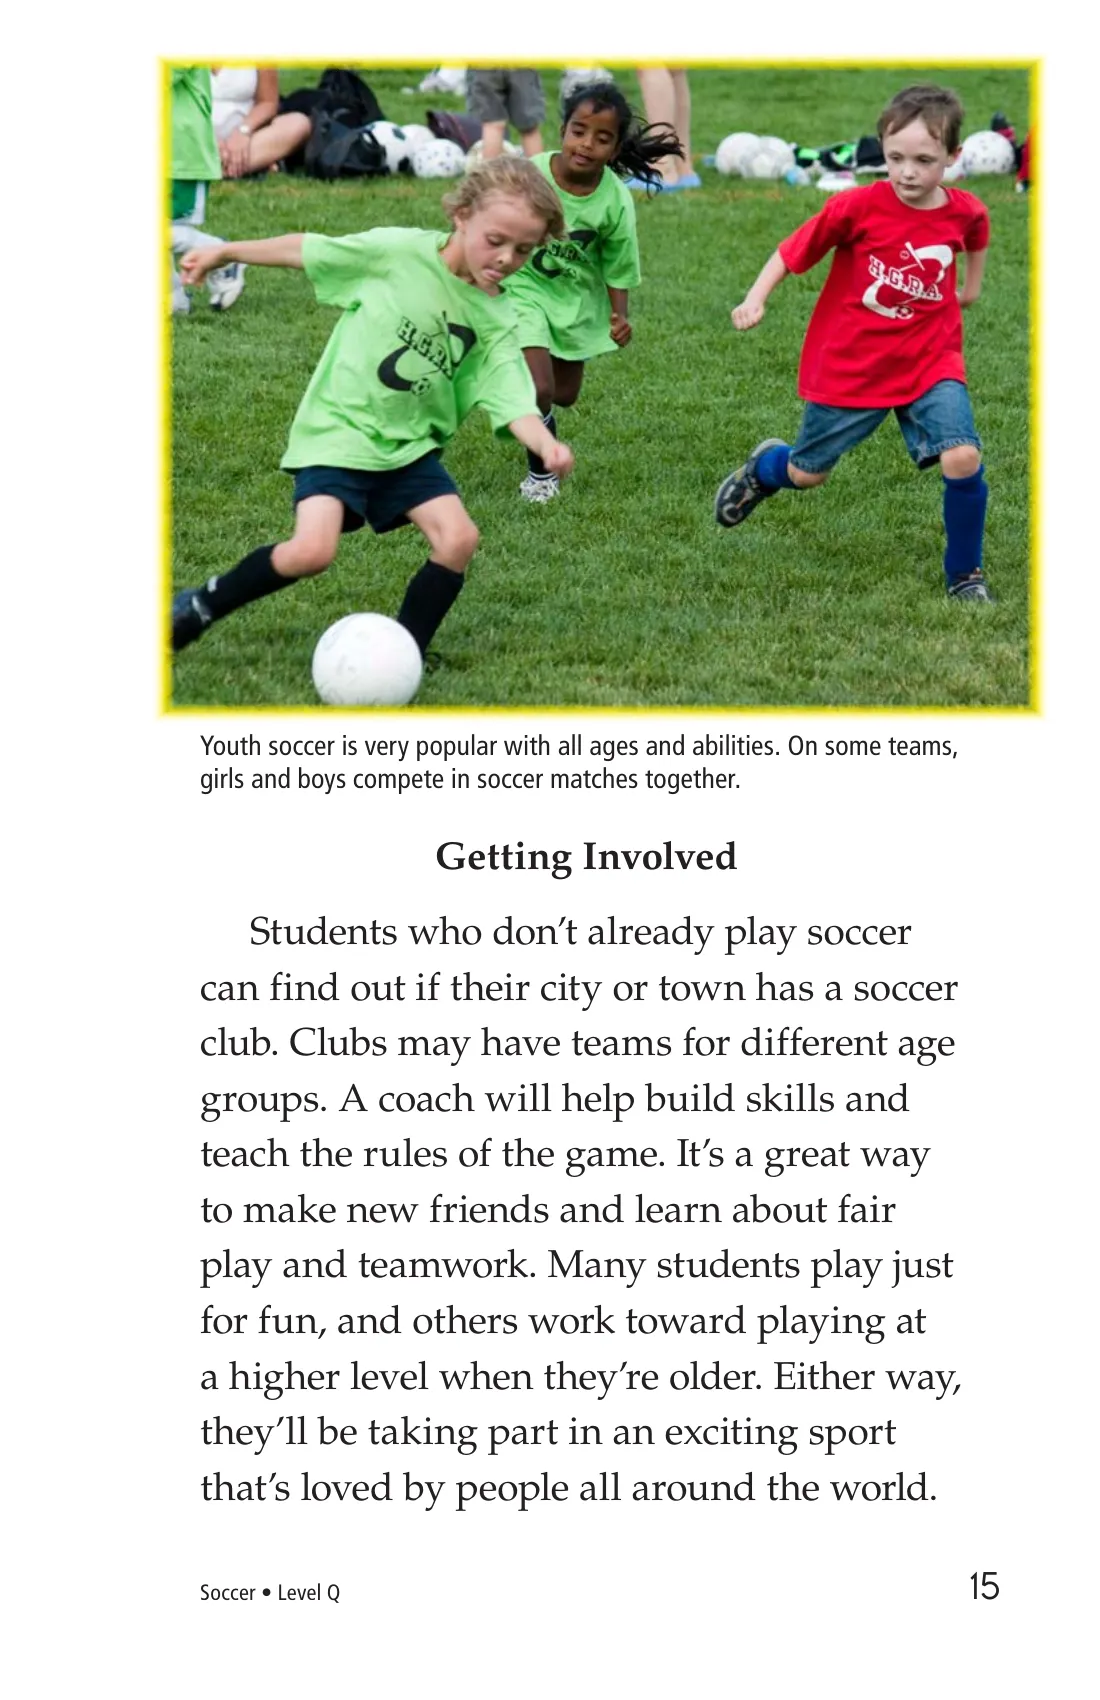 H.G.R.A.
H.G.R.A.
Youth soccer is very popular with all ages and abilities. On some teams,
girls and boys compete in soccer matches together.
Getting Involved
Students who don’t already play soccer
can find out if their city or town has a soccer
club. Clubs may have teams for different age
groups. A coach will help build skills and
teach the rules of the game. It’s a great way
to make new friends and learn about fair
play and teamwork. Many students play just
for fun, and others work toward playing at
a higher level when they’re older. Either way,
they’ll be taking part in an exciting sport
that’s loved by people all around the world.
Soccer • Level Q
15